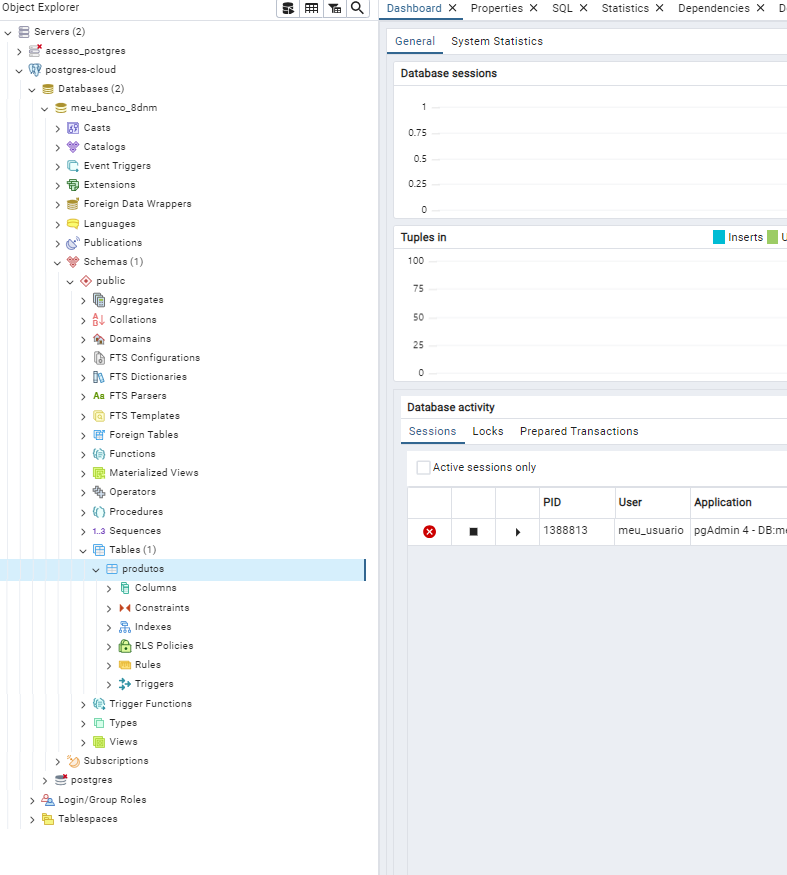 Object Explorer
Servers (2)
acesso_postgres
postgres-cloud
Databases (2)
meu_banco_8dnm
Casts
Catalogs
Event Triggers
Extensions
Foreign Data Wrappers
Languages
Publications
Schemas (1)
public
Aggregates
Collations
Domains
FTS Configurations
FTS Dictionaries
Aa FTS Parsers
FTS Templates
Foreign Tables
Functions
Materialized Views
Operators
Procedures
1..3 Sequences
Tables (1)
produtos
Columns
Constraints
Indexes
RLS Policies
Rules
Triggers
Trigger Functions
Types
Views
Subscriptions
postgres
Login/Group Roles
Tablespaces
Dashboard Properties SQL Statistics Dependencies D
General System Statistics
Database sessions
1
0.75
0.5
0.25
0
Tuples in Inserts U
100
75
50
25
0
Database activity
Sessions Locks Prepared Transactions
Active sessions only
PID User Application
1388813 meu_usuario pgAdmin 4 - DB:me